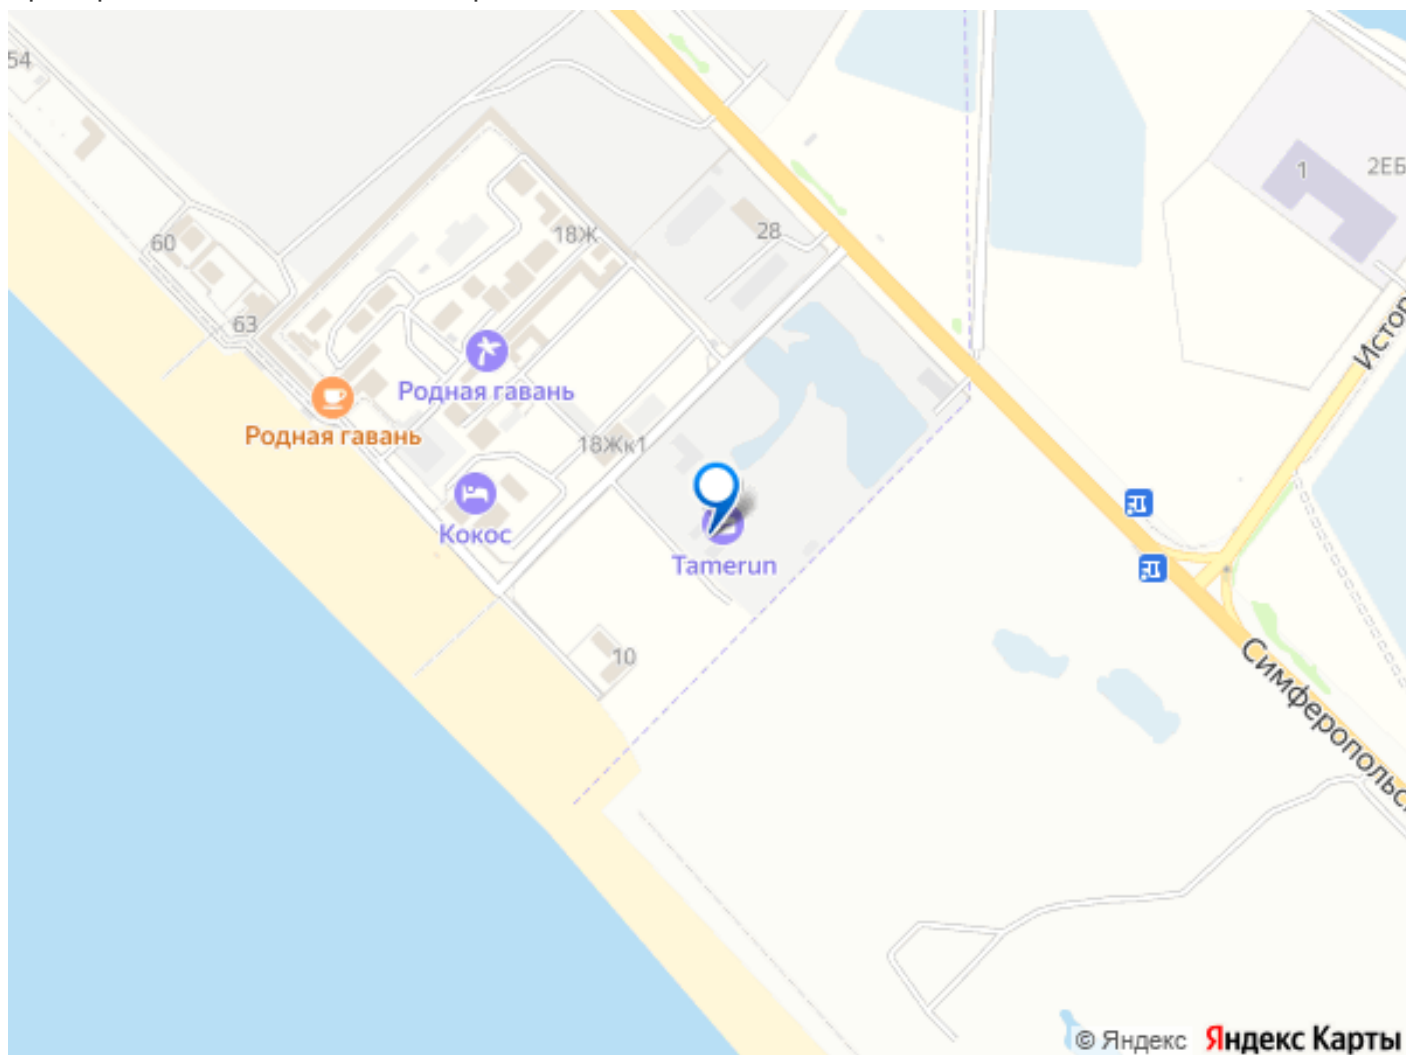 54
1
2ЕБ
28
18Ж
60
63
Истор
Родная гавань
Родная гавань
18Жк1
Кокос
Tamerun
10
Симферопольс
© Яндекс Яндекс Карты